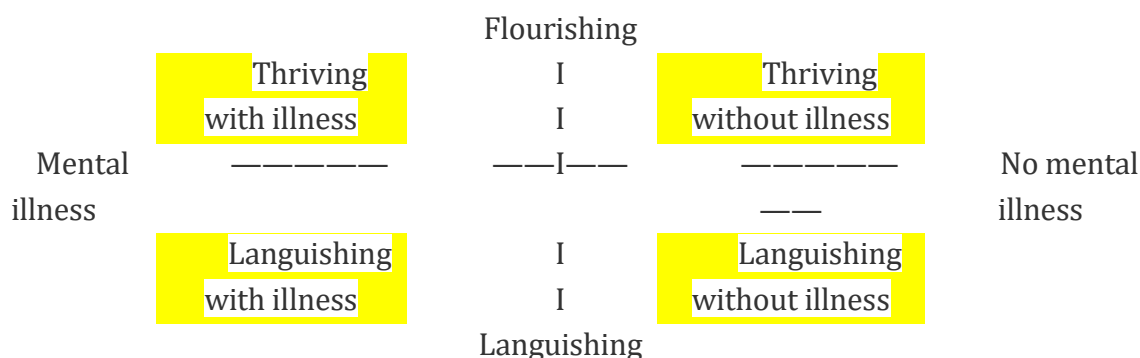 Flourishing
Thriving I Thriving
with illness I without illness
Mental ————— ——I—— ————— No mental
illness —— illness
Languishing I Languishing
with illness I without illness
Languishing